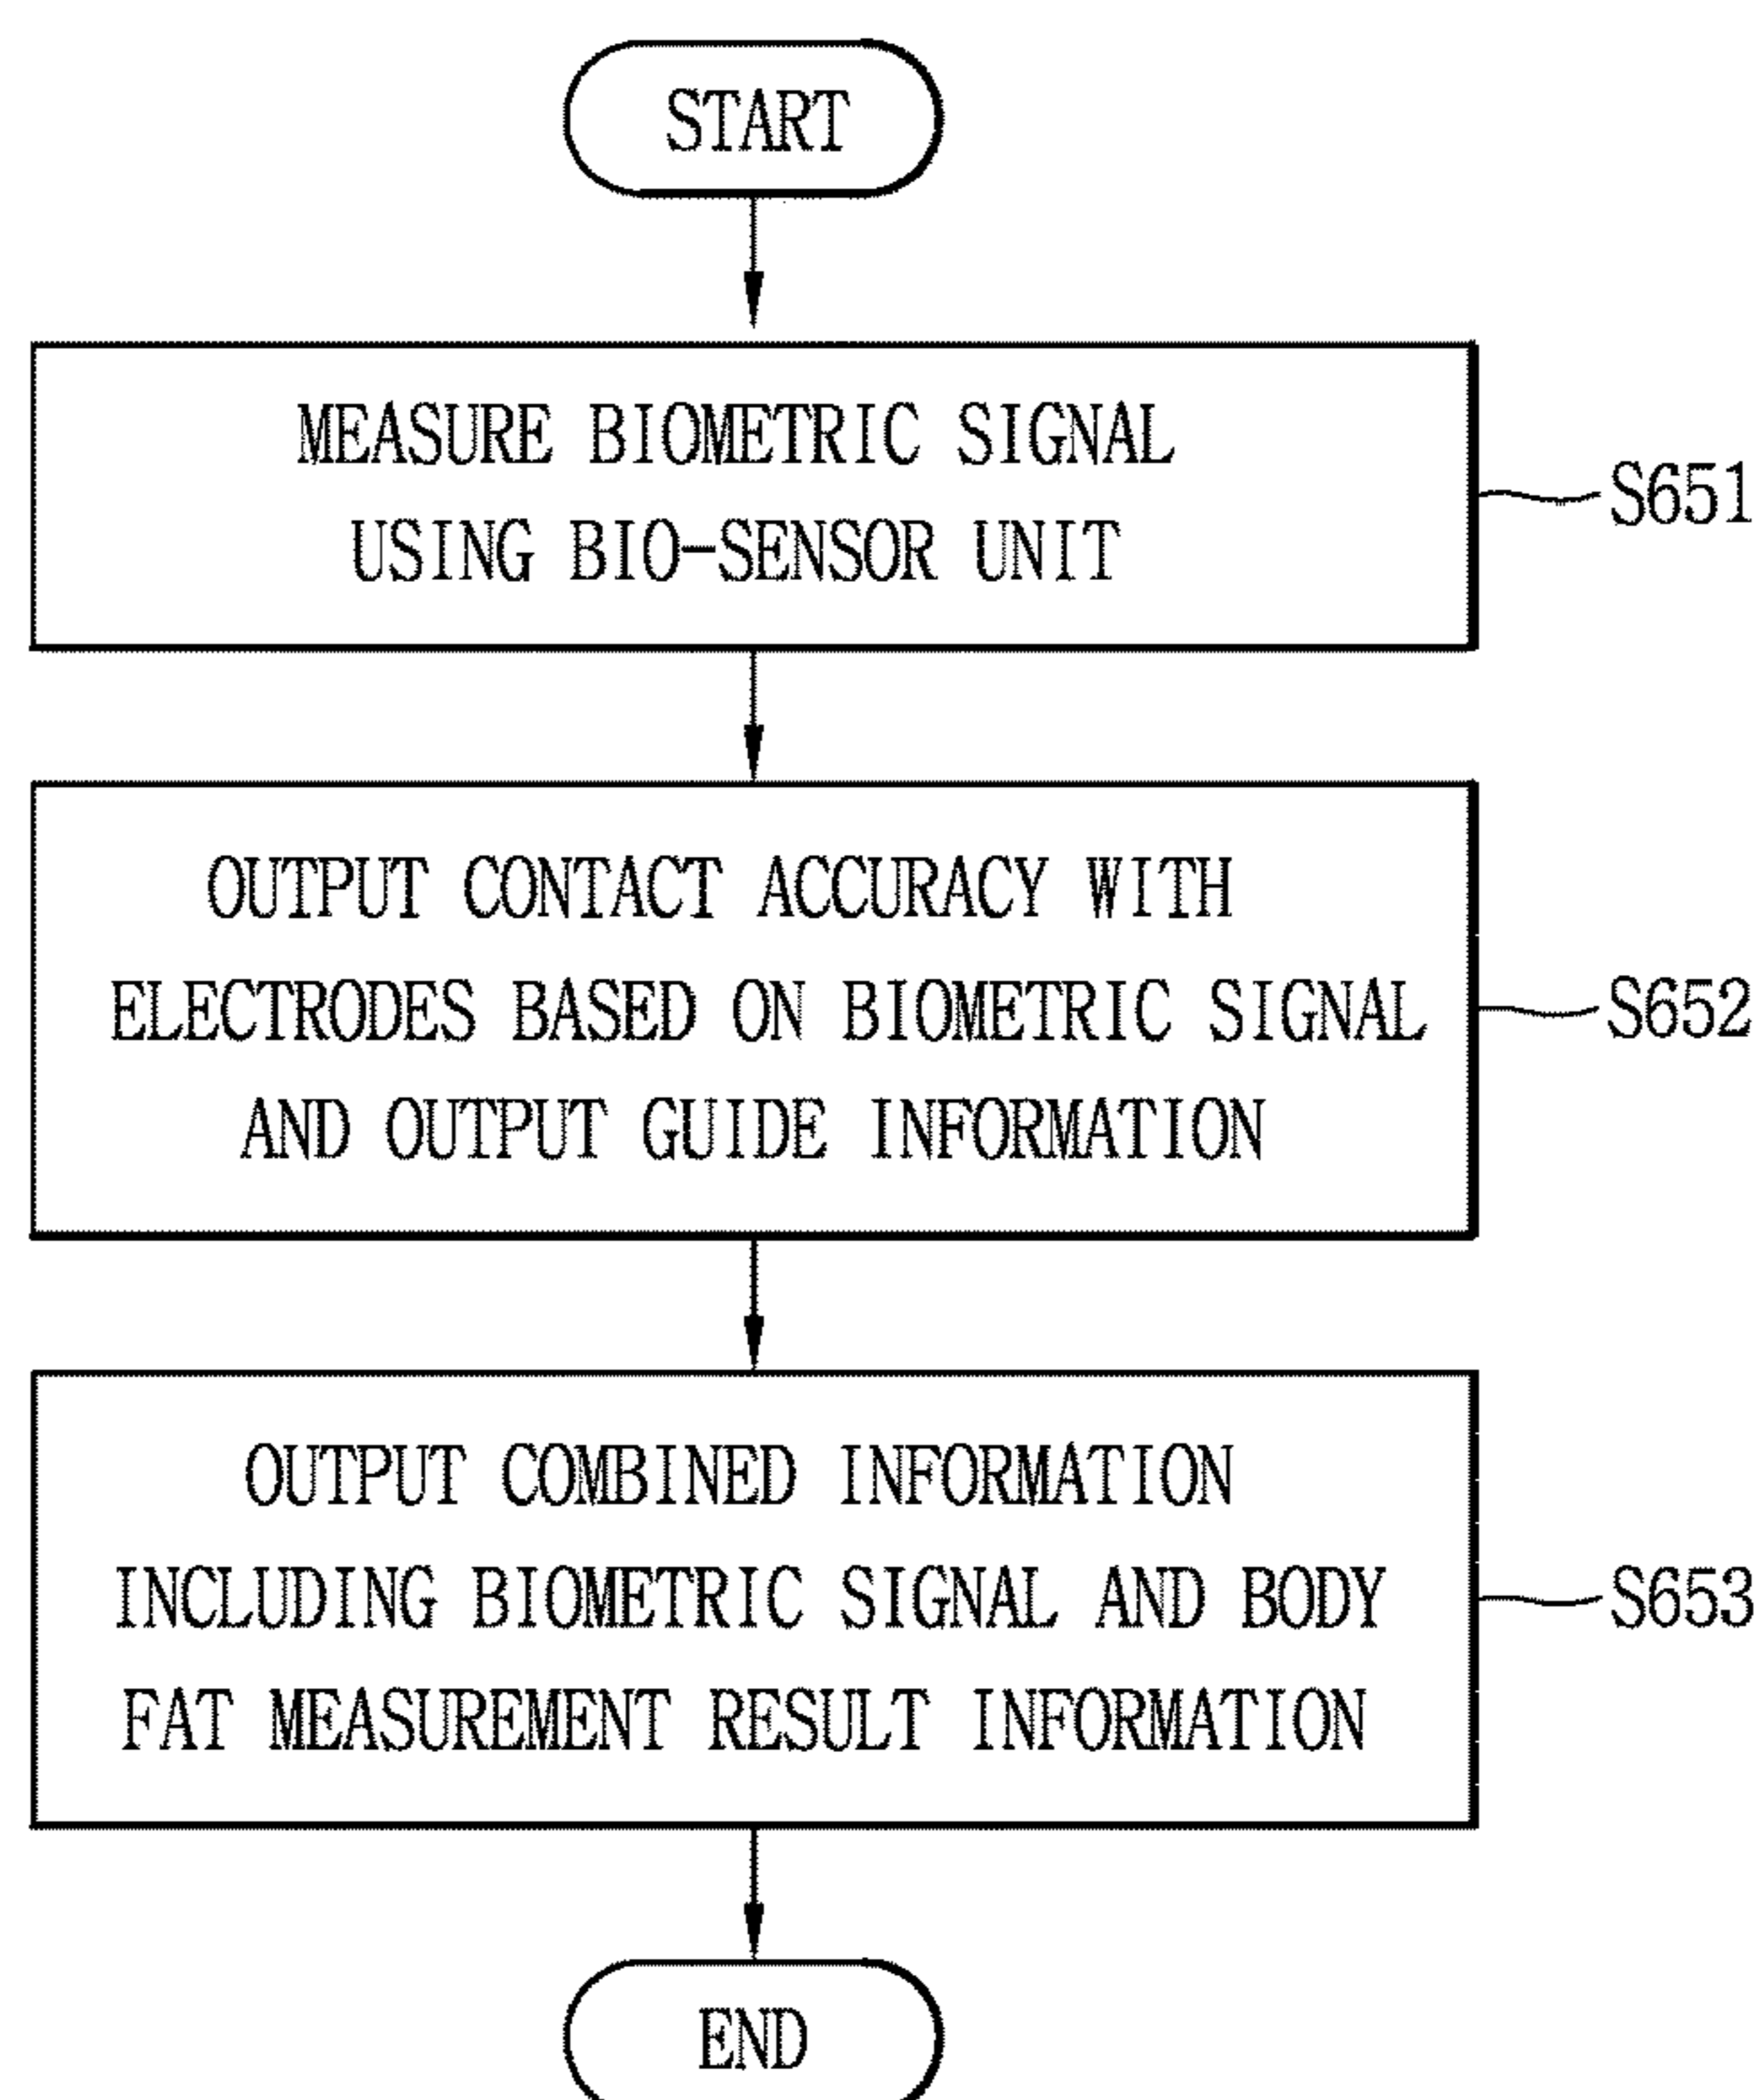 START
MEASURE BIOMETRIC SIGNAL
USING BIO-SENSOR UNIT
S651
OUTPUT CONTACT ACCURACY WITH
ELECTRODES BASED ON BIOMETRIC SIGNAL
AND OUTPUT GUIDE INFORMATION
S652
OUTPUT COMBINED INFORMATION
INCLUDING BIOMETRIC SIGNAL AND BODY
FAT MEASUREMENT RESULT INFORMATION
S653
END